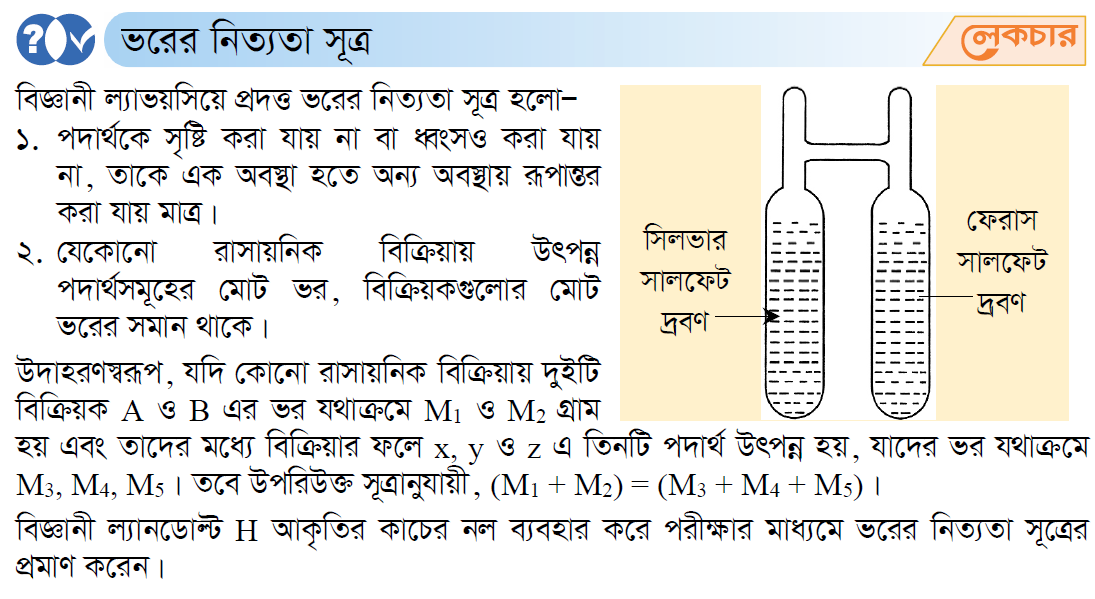 ?
ভরের নিত্যতা সূত্র
লেকচার
বিজ্ঞানী ল্যাভয়সিয়ে প্রদত্ত ভরের নিত্যতা সূত্র হলো–
১. পদার্থকে সৃষ্টি করা যায় না বা ধ্বংসও করা যায়
না, তাকে এক অবস্থা হতে অন্য অবস্থায় রূপান্তর
করা যায় মাত্র।
২. যেকোনো রাসায়নিক বিক্রিয়ায় উৎপন্ন
পদার্থসমূহের মোট ভর, বিক্রিয়কগুলোর মোট
ভরের সমান থাকে।
সিলভার
সালফেট
দ্রবণ
ফেরাস
সালফেট
দ্রবণ
উদাহরণস্বরূপ, যদি কোনো রাসায়নিক বিক্রিয়ায় দুইটি
বিক্রিয়ক A ও B এর ভর যথাক্রমে M₁ ও M₂ গ্রাম
হয় এবং তাদের মধ্যে বিক্রিয়ার ফলে x, y ও z এ তিনটি পদার্থ উৎপন্ন হয়, যাদের ভর যথাক্রমে
M₃, M₄, M₅। তবে উপরিউক্ত সূত্রানুযায়ী, (M₁ + M₂) = (M₃ + M₄ + M₅)।
বিজ্ঞানী ল্যানডোল্ট H আকৃতির কাচের নল ব্যবহার করে পরীক্ষার মাধ্যমে ভরের নিত্যতা সূত্রের
প্রমাণ করেন।